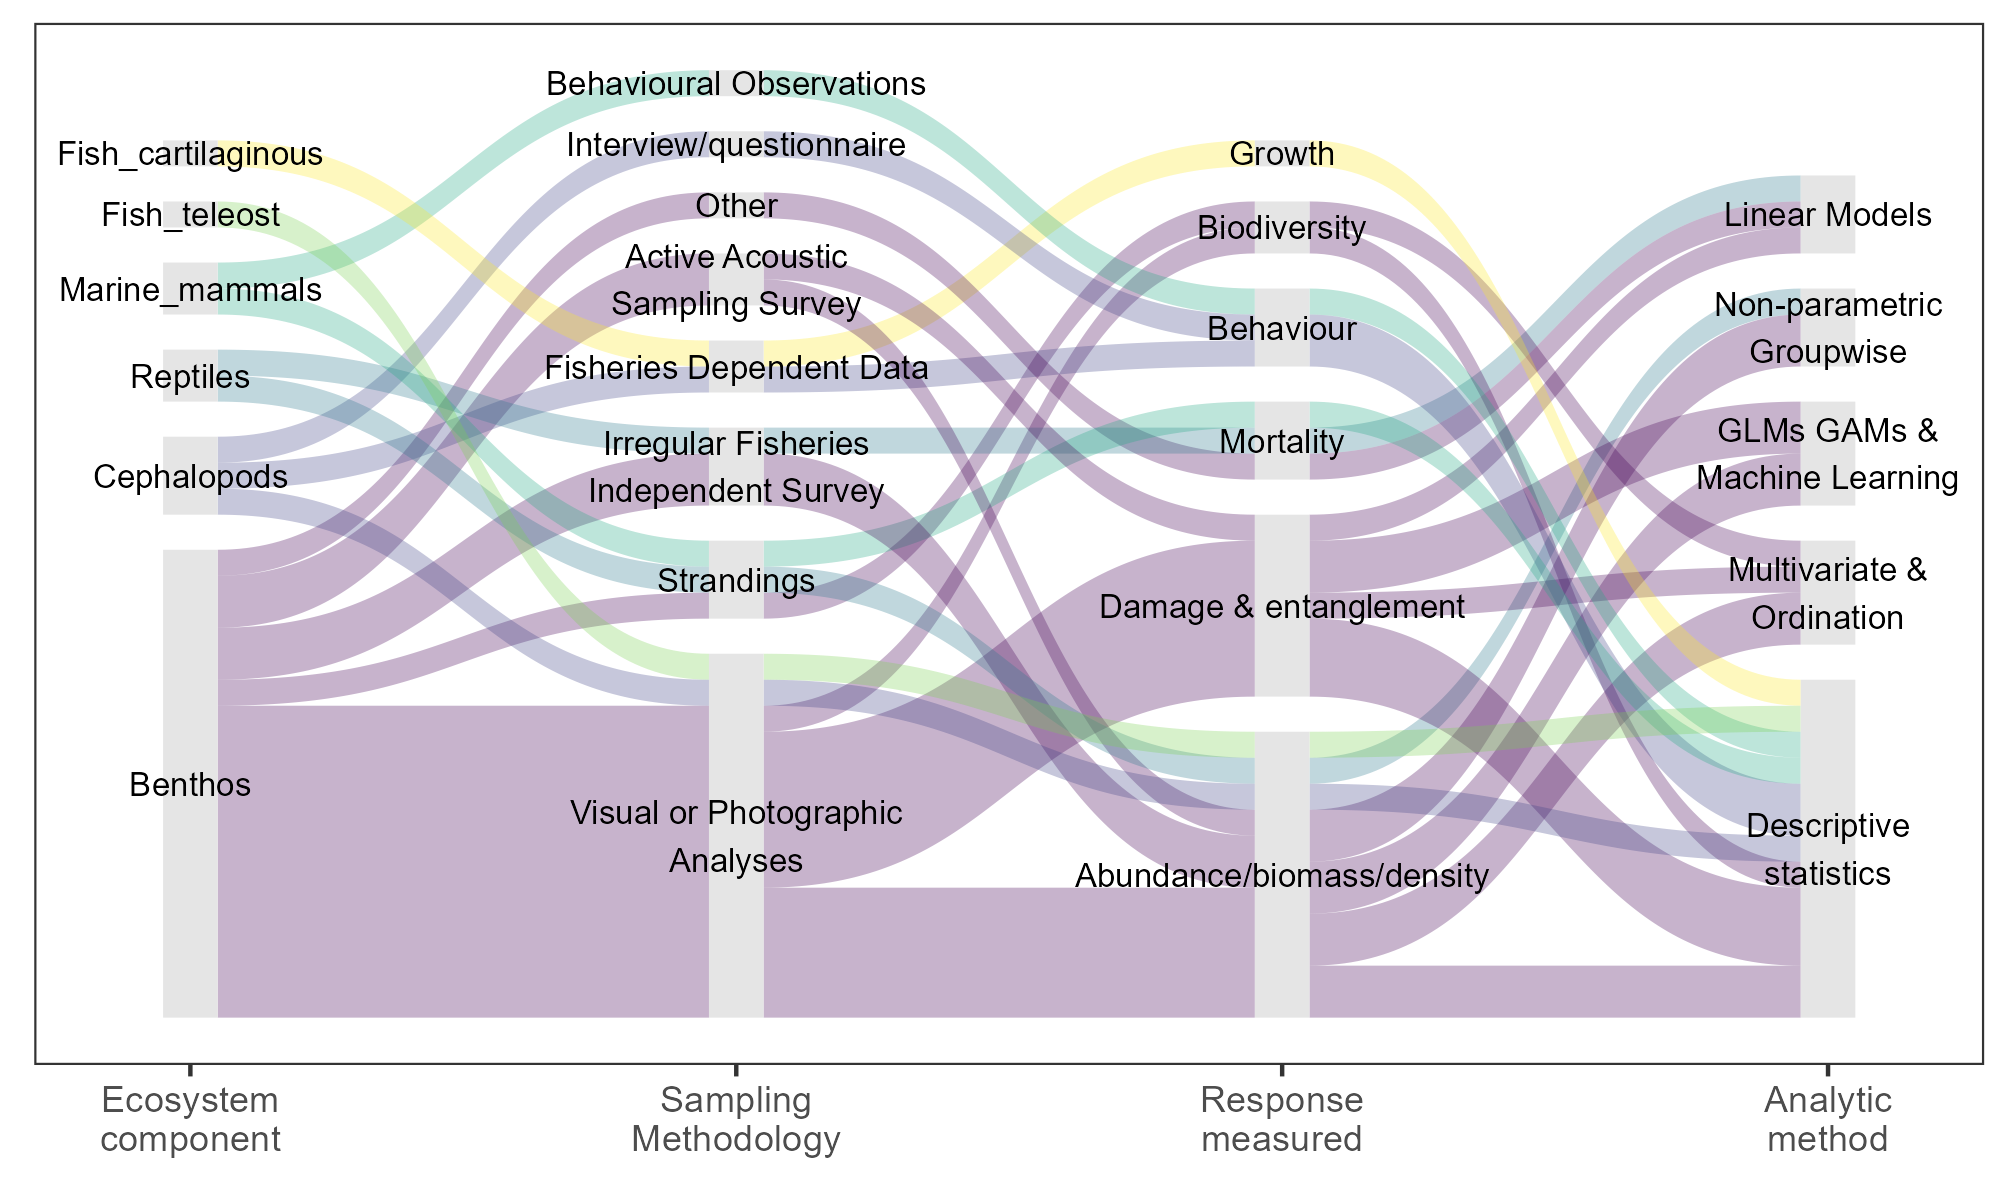 Fish_cartilaginous
Fish_teleost
Marine_mammals
Reptiles
Cephalopods
Benthos
Behavioural Observations
Interview/questionnaire
Other
Active Acoustic
Sampling Survey
Fisheries Dependent Data
Irregular Fisheries
Independent Survey
Strandings
Visual or Photographic
Analyses
Growth
Biodiversity
Behaviour
Mortality
Damage & entanglement
Abundance/biomass/density
Linear Models
Non-parametric
Groupwise
GLMs GAMs &
Machine Learning
Multivariate &
Ordination
Descriptive
statistics
Ecosystem
component
Sampling
Methodology
Response
measured
Analytic
method